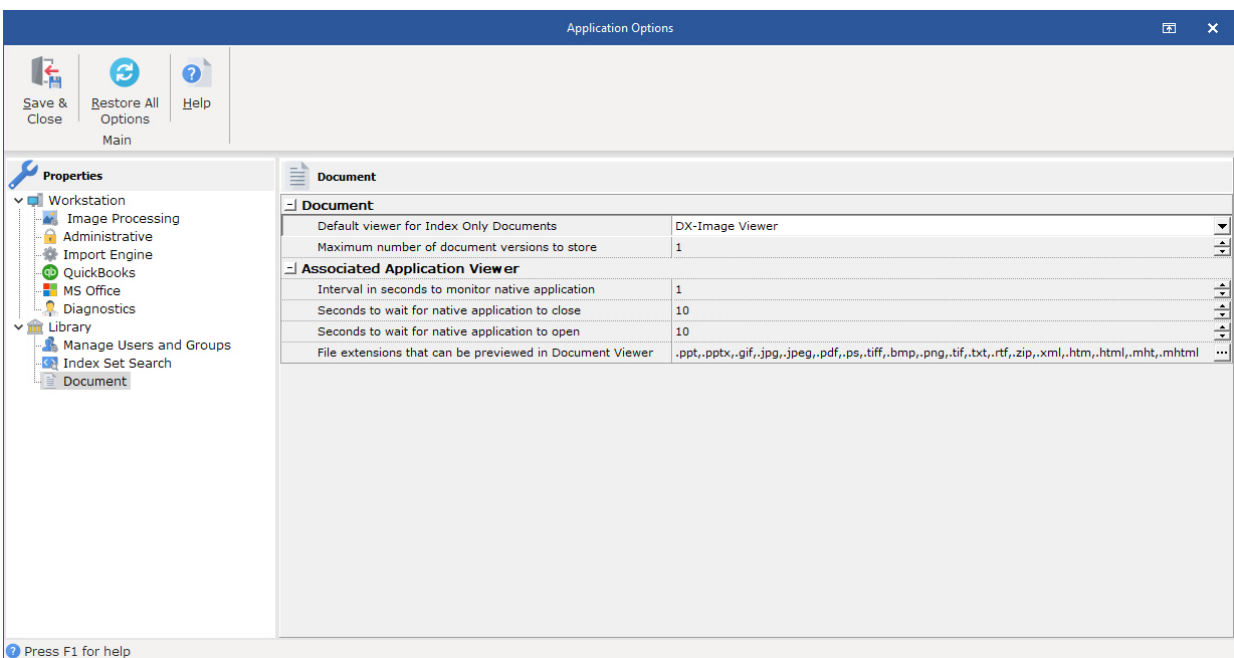 Application Options
Save & Close
Restore All Options
Help
Main
Properties
Workstation
Image Processing
Administrative
Import Engine
QuickBooks
MS Office
Diagnostics
Library
Manage Users and Groups
Index Set Search
Document
Document
Document
Default viewer for Index Only Documents DX-Image Viewer
Maximum number of document versions to store 1
Associated Application Viewer
Interval in seconds to monitor native application 1
Seconds to wait for native application to close 10
Seconds to wait for native application to open 10
File extensions that can be previewed in Document Viewer .ppt,.pptx,.gif,.jpg,.jpeg,.pdf,.ps,.tiff,.bmp,.png,.tif,.txt,.rtf,.zip,.xml,.htm,.html,.mht,.mhtml ...
Press F1 for help